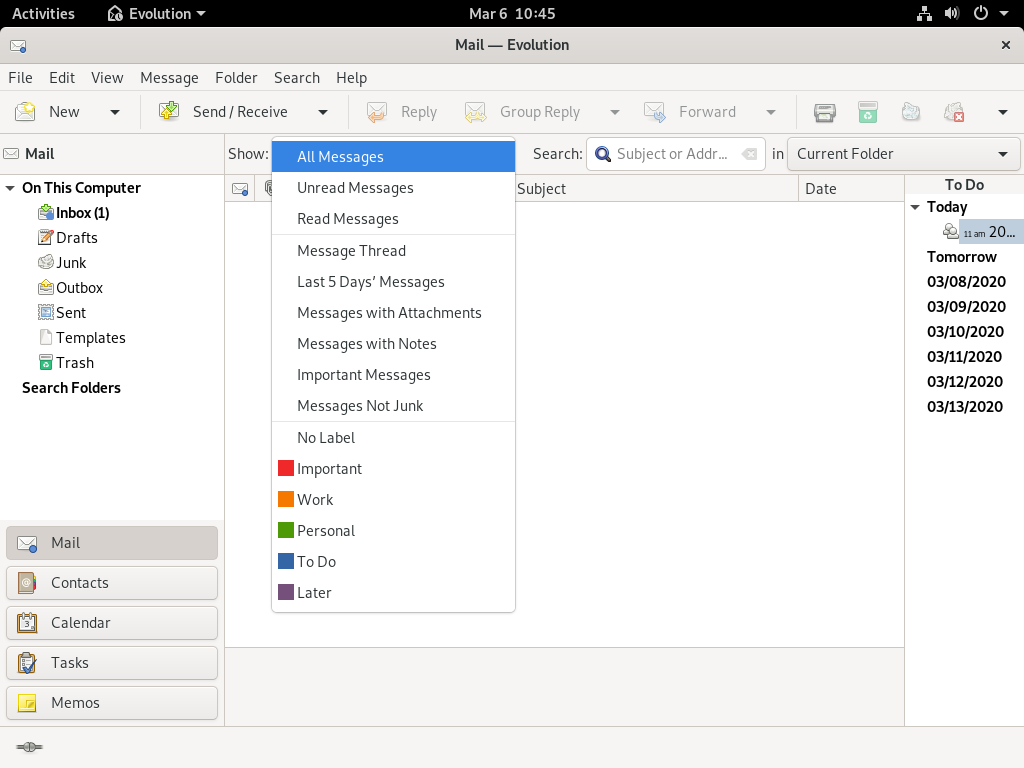 Activities Evolution Mar 6 10:45
Mail — Evolution
File Edit View Message Folder Search Help
New Send / Receive Reply Group Reply Forward
Mail
Show:
Search: Subject or Addr... in Current Folder
All Messages
Unread Messages
Read Messages
Message Thread
Last 5 Days’ Messages
Messages with Attachments
Messages with Notes
Important Messages
Messages Not Junk
No Label
Important
Work
Personal
To Do
Later
Subject Date
On This Computer
Inbox (1)
Drafts
Junk
Outbox
Sent
Templates
Trash
Search Folders
Mail
Contacts
Calendar
Tasks
Memos
To Do
Today
11 am 20...
Tomorrow
03/08/2020
03/09/2020
03/10/2020
03/11/2020
03/12/2020
03/13/2020